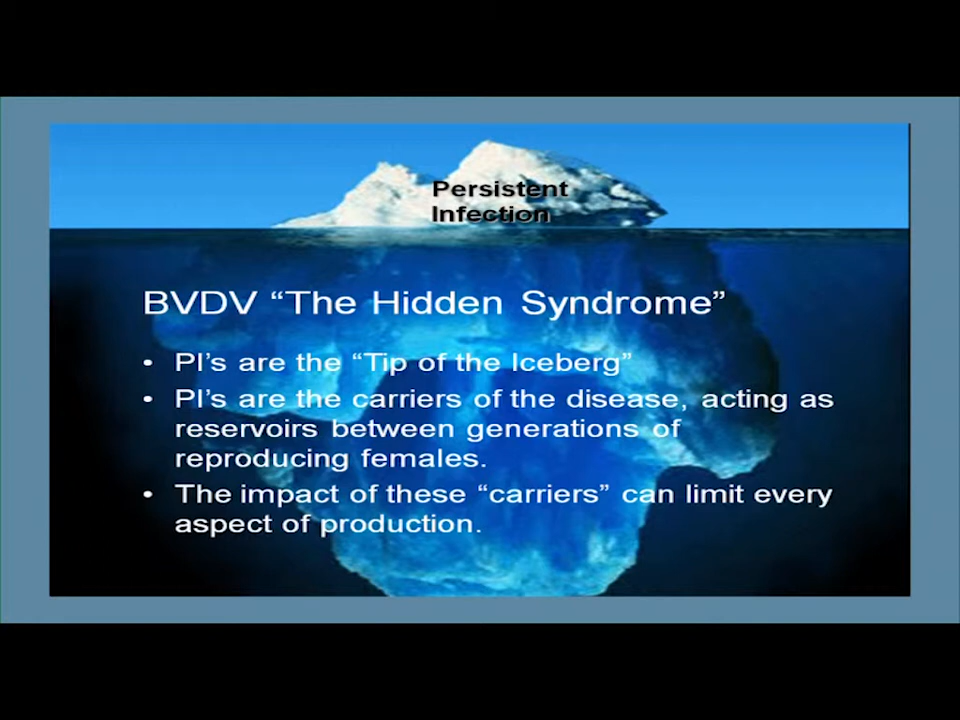 Persistent
Infection
BVDV “The Hidden Syndrome”
• PI’s are the “Tip of the Iceberg”
• PI’s are the carriers of the disease, acting as
reservoirs between generations of
reproducing females.
• The impact of these “carriers” can limit every
aspect of production.